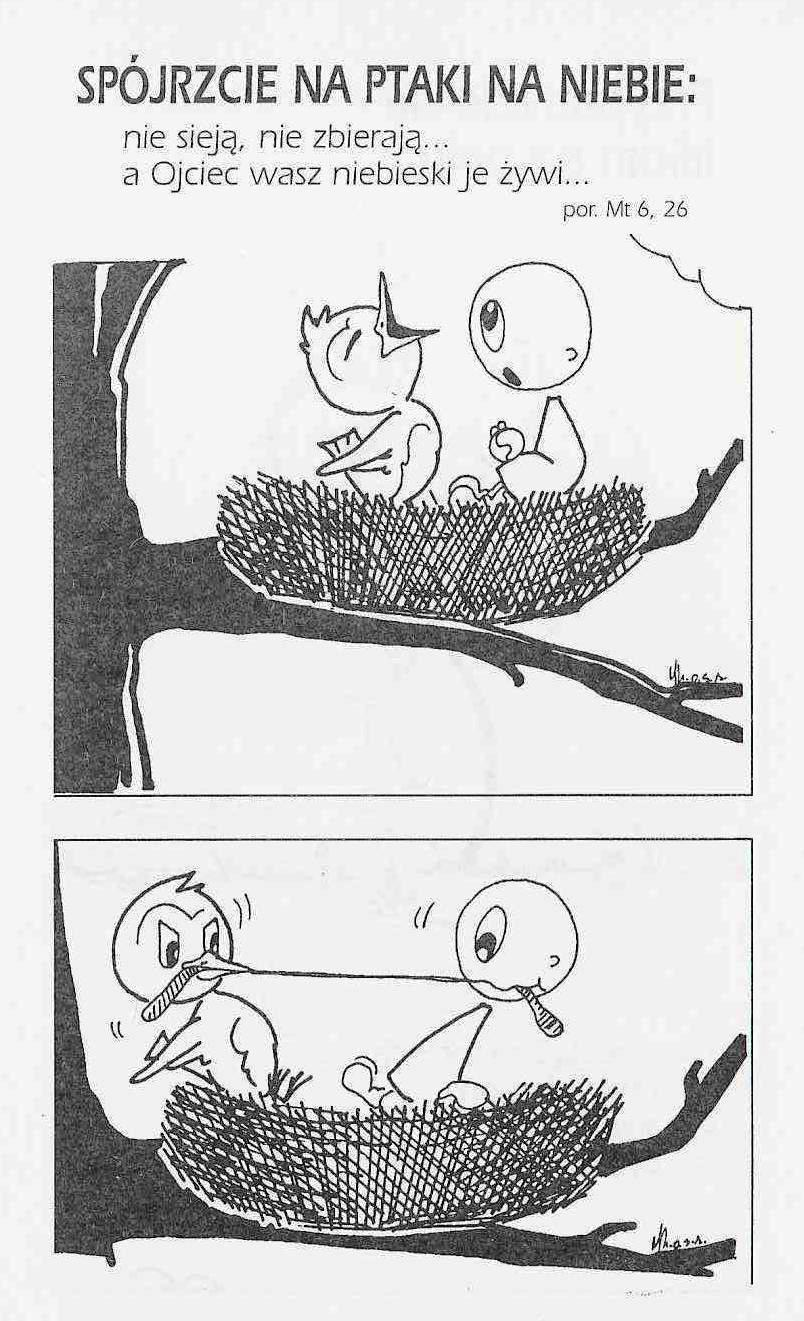 SPÓJRZCIE NA PTAKI NA NIEBIE:
nie sieją, nie zbierają...
a Ojciec wasz niebieski je żywi...
por. Mt 6, 26